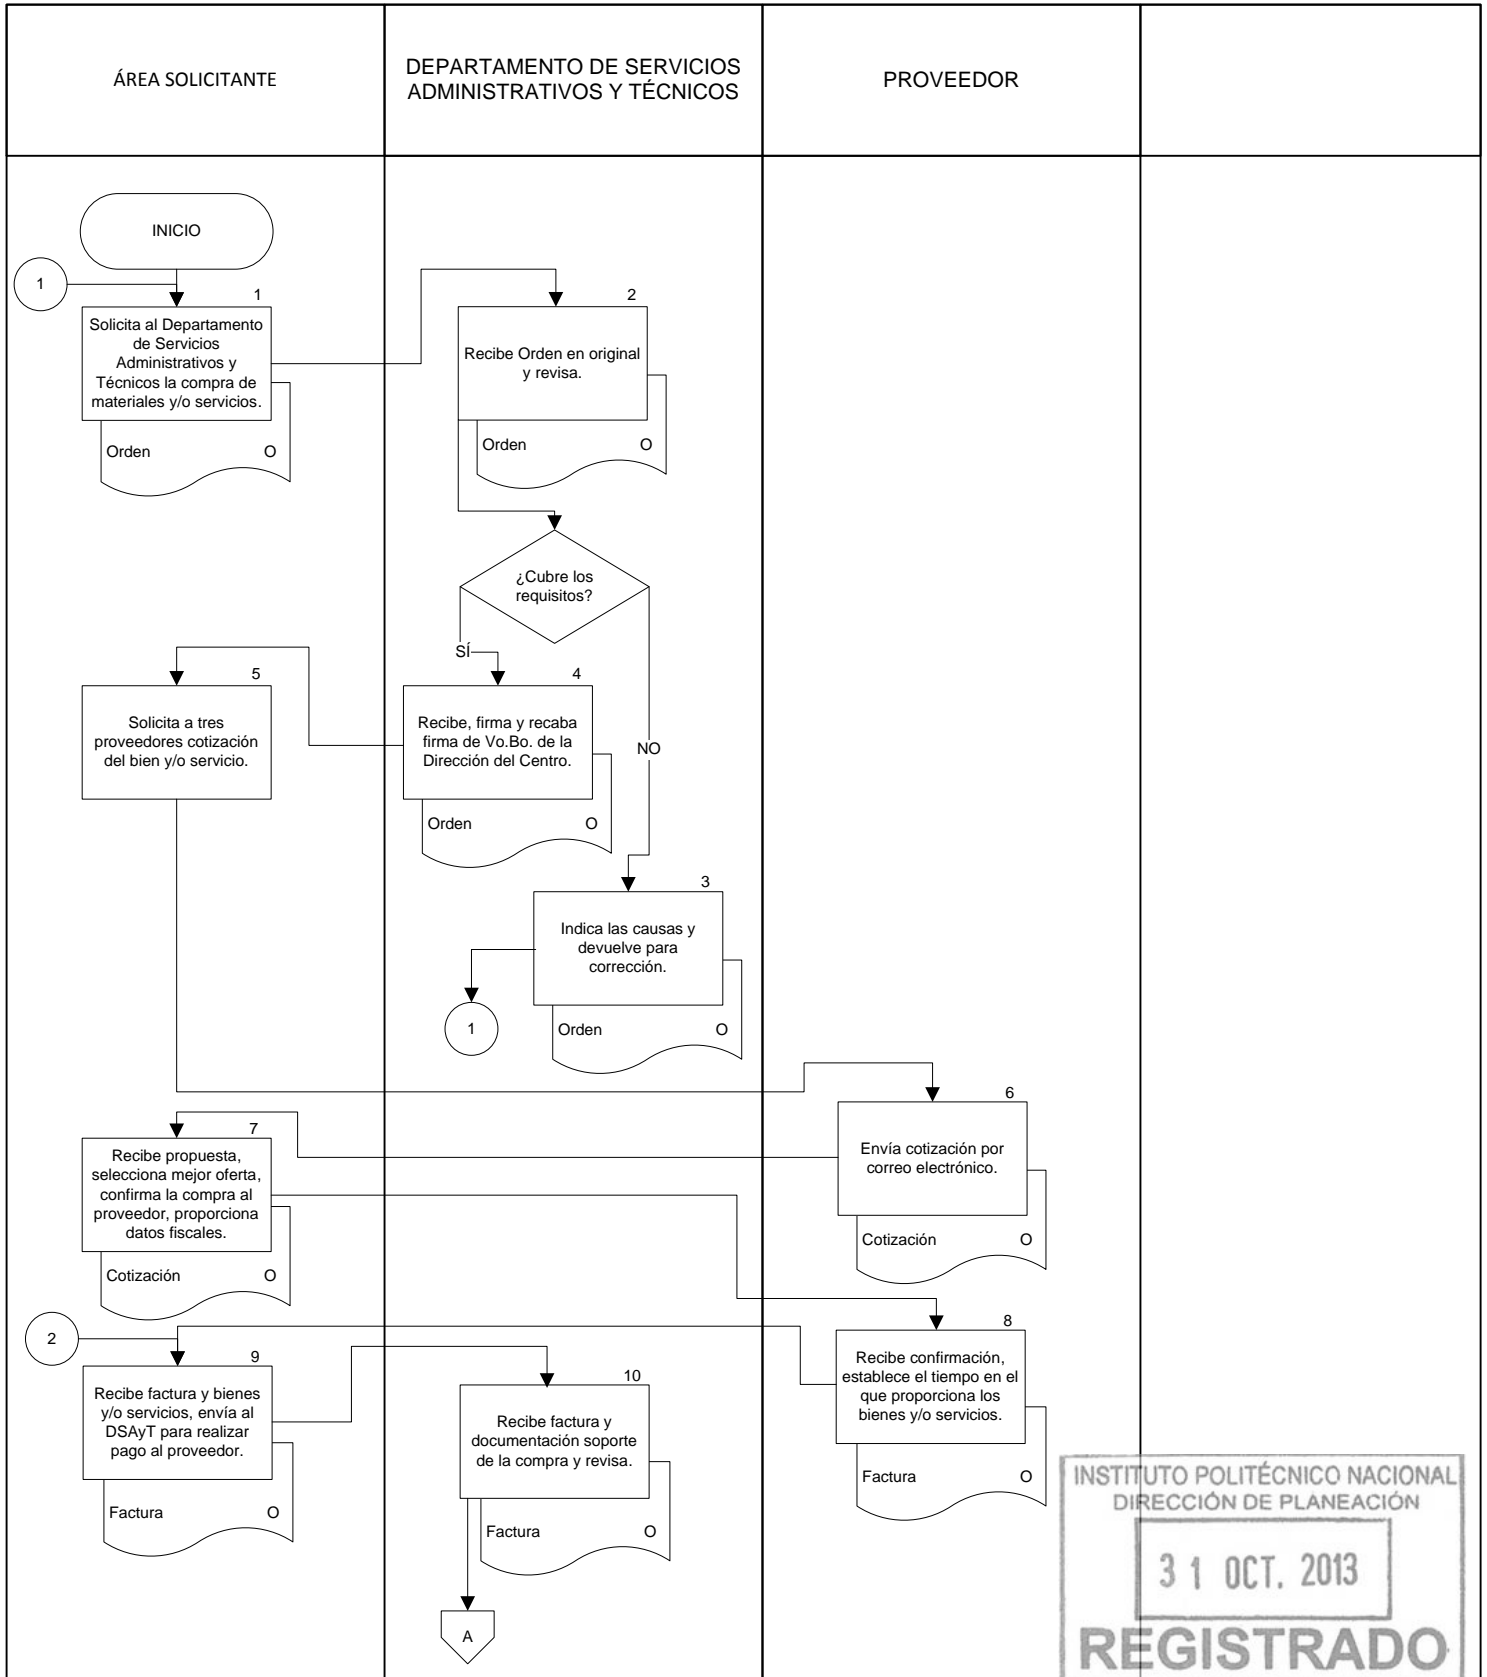 ÁREA SOLICITANTE
DEPARTAMENTO DE SERVICIOS
ADMINISTRATIVOS Y TÉCNICOS
PROVEEDOR
INICIO
1
1
Solicita al Departamento
de Servicios
Administrativos y
Técnicos la compra de
materiales y/o servicios.
Orden O
2
Recibe Orden en original
y revisa.
Orden O
¿Cubre los
requisitos?
SÍ
NO
5
Solicita a tres
proveedores cotización
del bien y/o servicio.
4
Recibe, firma y recaba
firma de Vo.Bo. de la
Dirección del Centro.
Orden O
3
Indica las causas y
devuelve para
corrección.
Orden O
1
6
Envía cotización por
correo electrónico.
Cotización O
7
Recibe propuesta,
selecciona mejor oferta,
confirma la compra al
proveedor, proporciona
datos fiscales.
Cotización O
8
Recibe confirmación,
establece el tiempo en el
que proporciona los
bienes y/o servicios.
Factura O
2
9
Recibe factura y bienes
y/o servicios, envía al
DSAyT para realizar
pago al proveedor.
Factura O
10
Recibe factura y
documentación soporte
de la compra y revisa.
Factura O
A
INSTITUTO POLITÉCNICO NACIONAL
DIRECCIÓN DE PLANEACIÓN
31 OCT. 2013
REGISTRADO